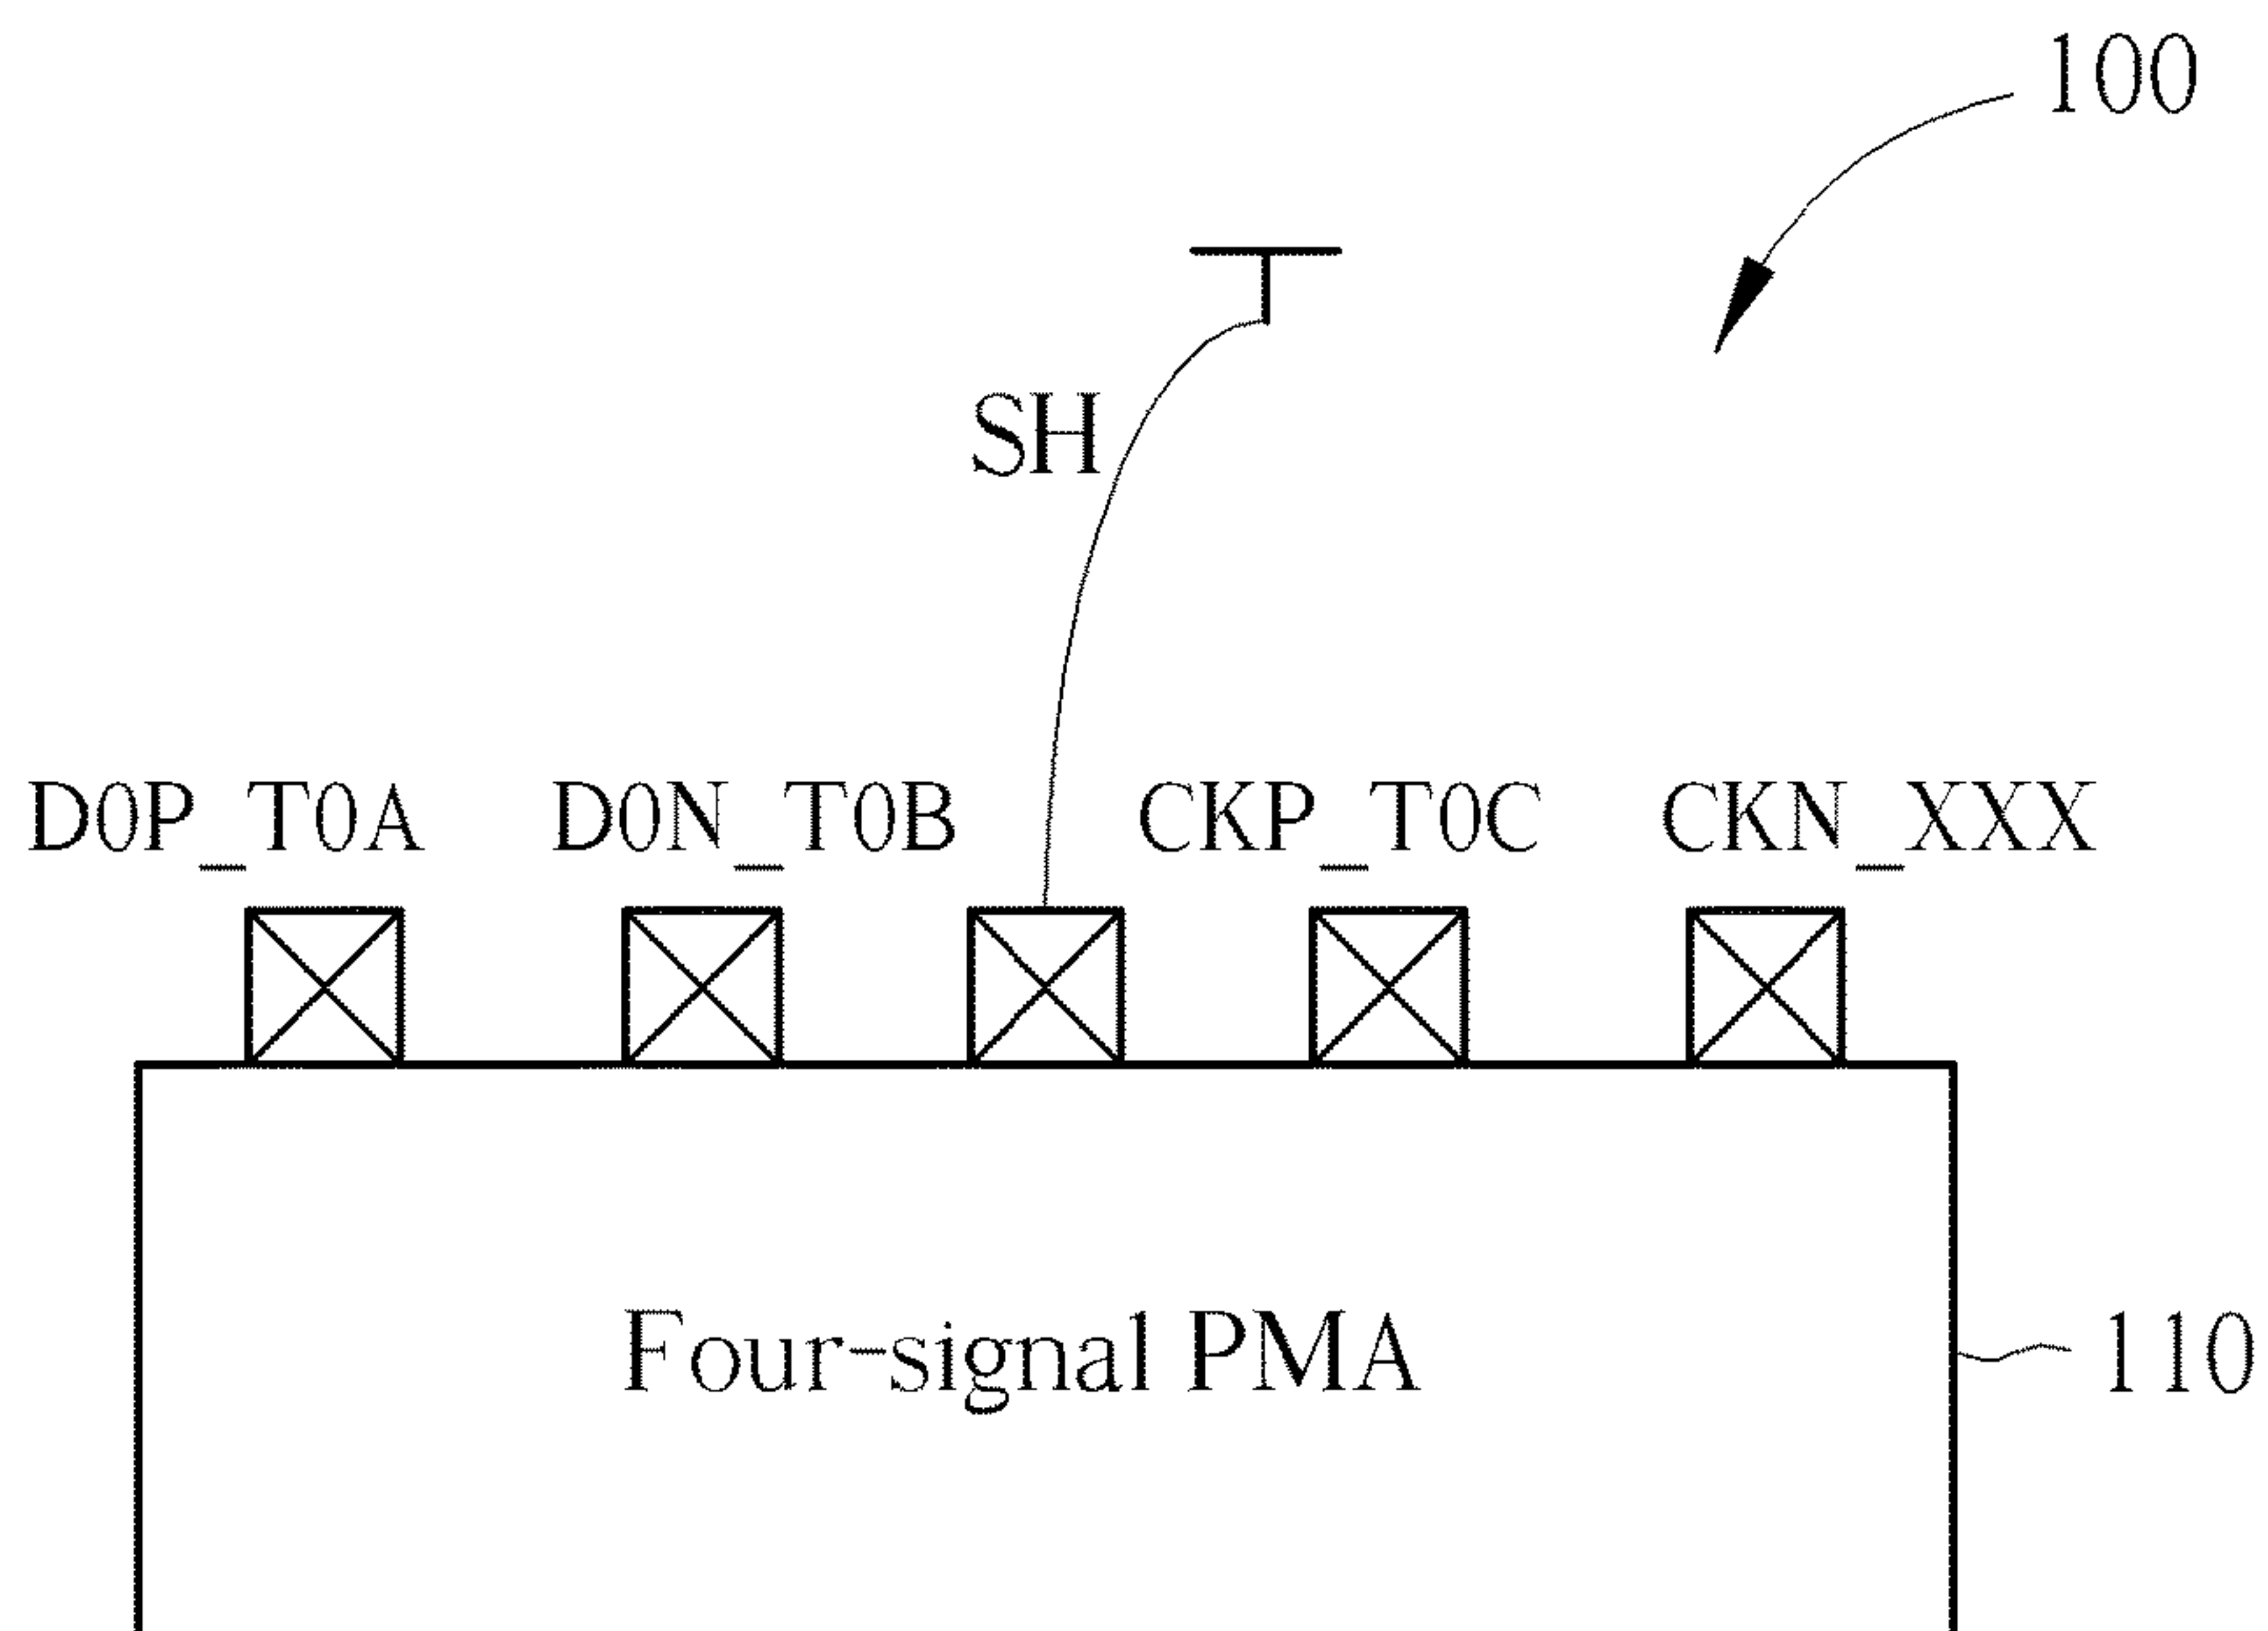 100
SH
D0P_T0A D0N_T0B CKP_T0C CKN_XXX
Four-signal PMA
110